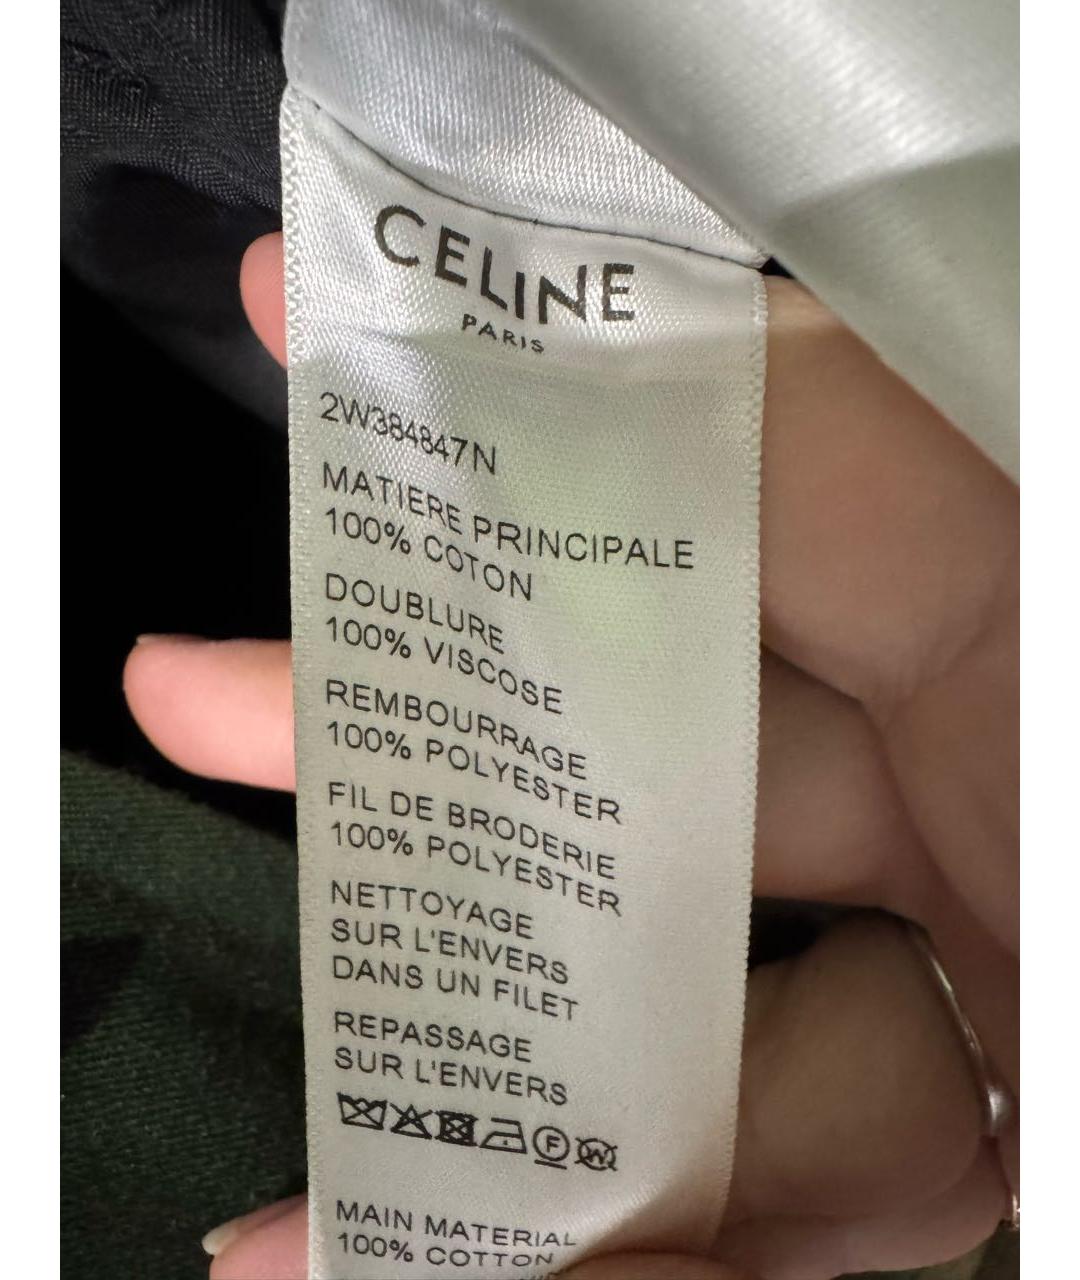 CELINE
PARIS
2W384847N
MATIERE PRINCIPALE
100% COTON
DOUBLURE
100% VISCOSE
REMBOURRAGE
100% POLYESTER
FIL DE BRODERIE
100% POLYESTER
NETTOYAGE
SUR L'ENVERS
DANS UN FILET
REPASSAGE
SUR L'ENVERS
F W
MAIN MATERIAL
100% COTTON